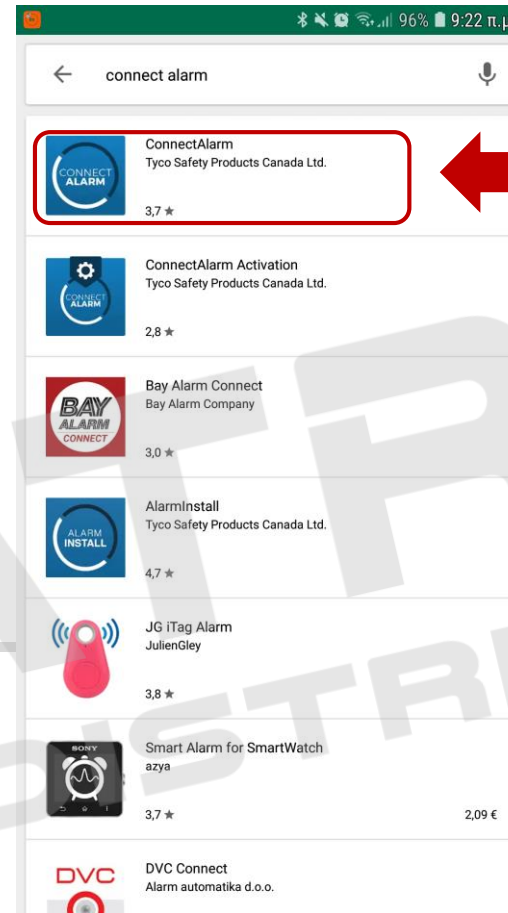 96% 9:22 π.μ
connect alarm
CONNECT
ALARM
ConnectAlarm
Tyco Safety Products Canada Ltd.
3,7 ★
CONNECT
ALARM
ConnectAlarm Activation
Tyco Safety Products Canada Ltd.
2,8 ★
BAY
ALARM
CONNECT
Bay Alarm Connect
Bay Alarm Company
3,0 ★
ALARM
INSTALL
AlarmInstall
Tyco Safety Products Canada Ltd.
4,7 ★
JG iTag Alarm
JulienGley
3,8 ★
SONY
Smart Alarm for SmartWatch
azya
3,7 ★
2,09 €
DVC
DVC Connect
Alarm automatika d.o.o.